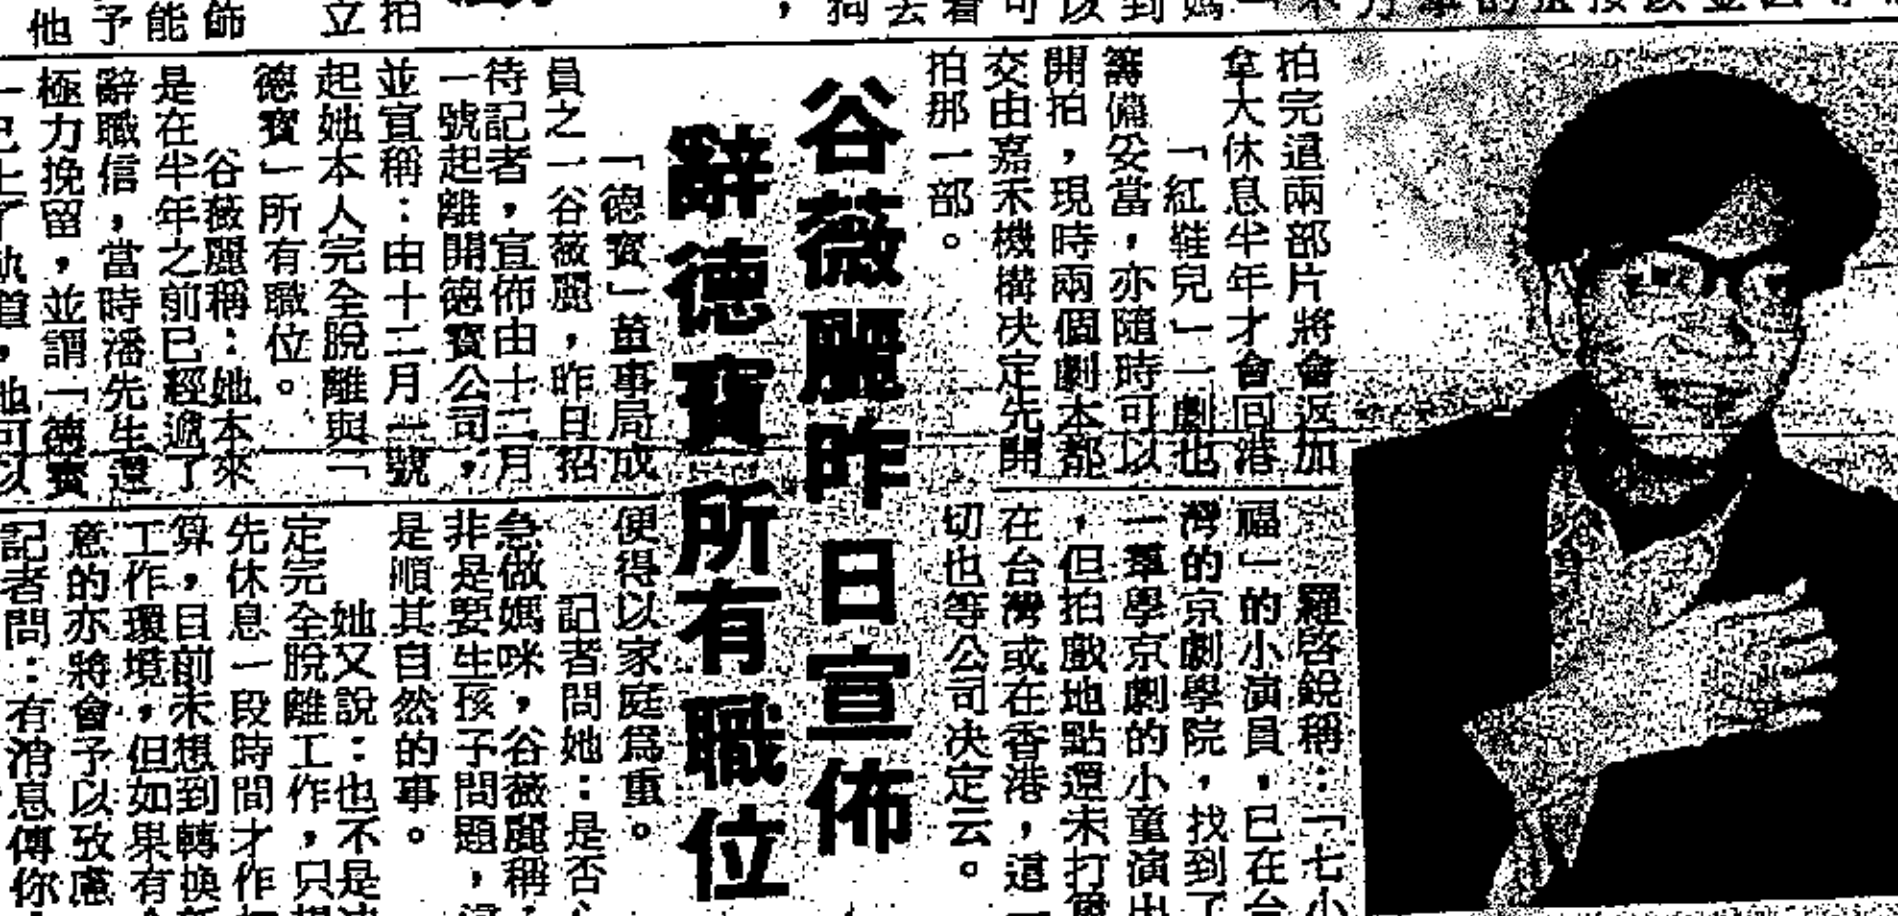 拍完這兩部片將會返加
拿大休息半年才會回港
「紅鞋兒」一劇也
籌備妥當，亦隨時可以
開拍，現時兩個劇本都
交由嘉禾機構决定先開
拍那一部。
羅啓銳稱：「七小
福」的小演員，已在台
灣的京劇學院，找到了
一羣學京劇的小童演出
，但拍戲地點還未打
在台灣或在香港，這一
切也等公司决定云。
谷薇麗昨日宣佈
辭德寶所有職位
「德寶」董事局成
員之一谷薇麗，昨日招
待記者，宣佈由十二月
一號起離開德寶公司，
並宣稱：由十二月一號
起她本人完全脫離與「
德寶」所有職位。
谷薇麗稱：她本來
是在半年之前已經遞了
辭職信，當時潘先生還
極力挽留，並謂「德寶
便得以家庭爲重。
記者問她：是否心
急做媽咪，谷薇麗稱，
非是要生孩子問題，
是順其自然的事。
她又說：也不是
定完全脫離工作，只想
先休息一段時間才作打
算，目前未想到轉換新
工作環境，但如果有
意的亦將會予以致慮
記者問：有消息傳你
師
能
予
他
拍
立